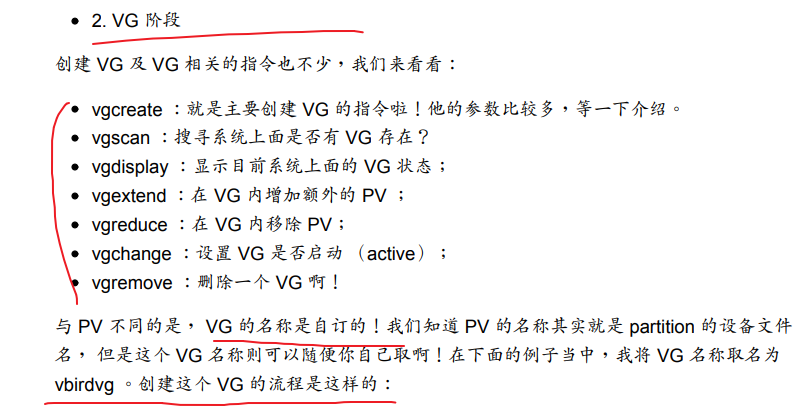 2. VG 阶段
创建 VG 及 VG 相关的指令也不少，我们来看看：
vgcreate ：就是主要创建 VG 的指令啦！他的参数比较多，等一下介绍。
vgscan ：搜寻系统上面是否有 VG 存在？
vgdisplay ：显示目前系统上面的 VG 状态；
vgextend ：在 VG 内增加额外的 PV ；
vgreduce ：在 VG 内移除 PV；
vgchange ：设置 VG 是否启动 （active）；
vgremove ：删除一个 VG 啊！
与 PV 不同的是， VG 的名称是自订的！我们知道 PV 的名称其实就是 partition 的设备文件
名， 但是这个 VG 名称则可以随便你自己取啊！在下面的例子当中，我将 VG 名称取名为
vbirdvg 。创建这个 VG 的流程是这样的：